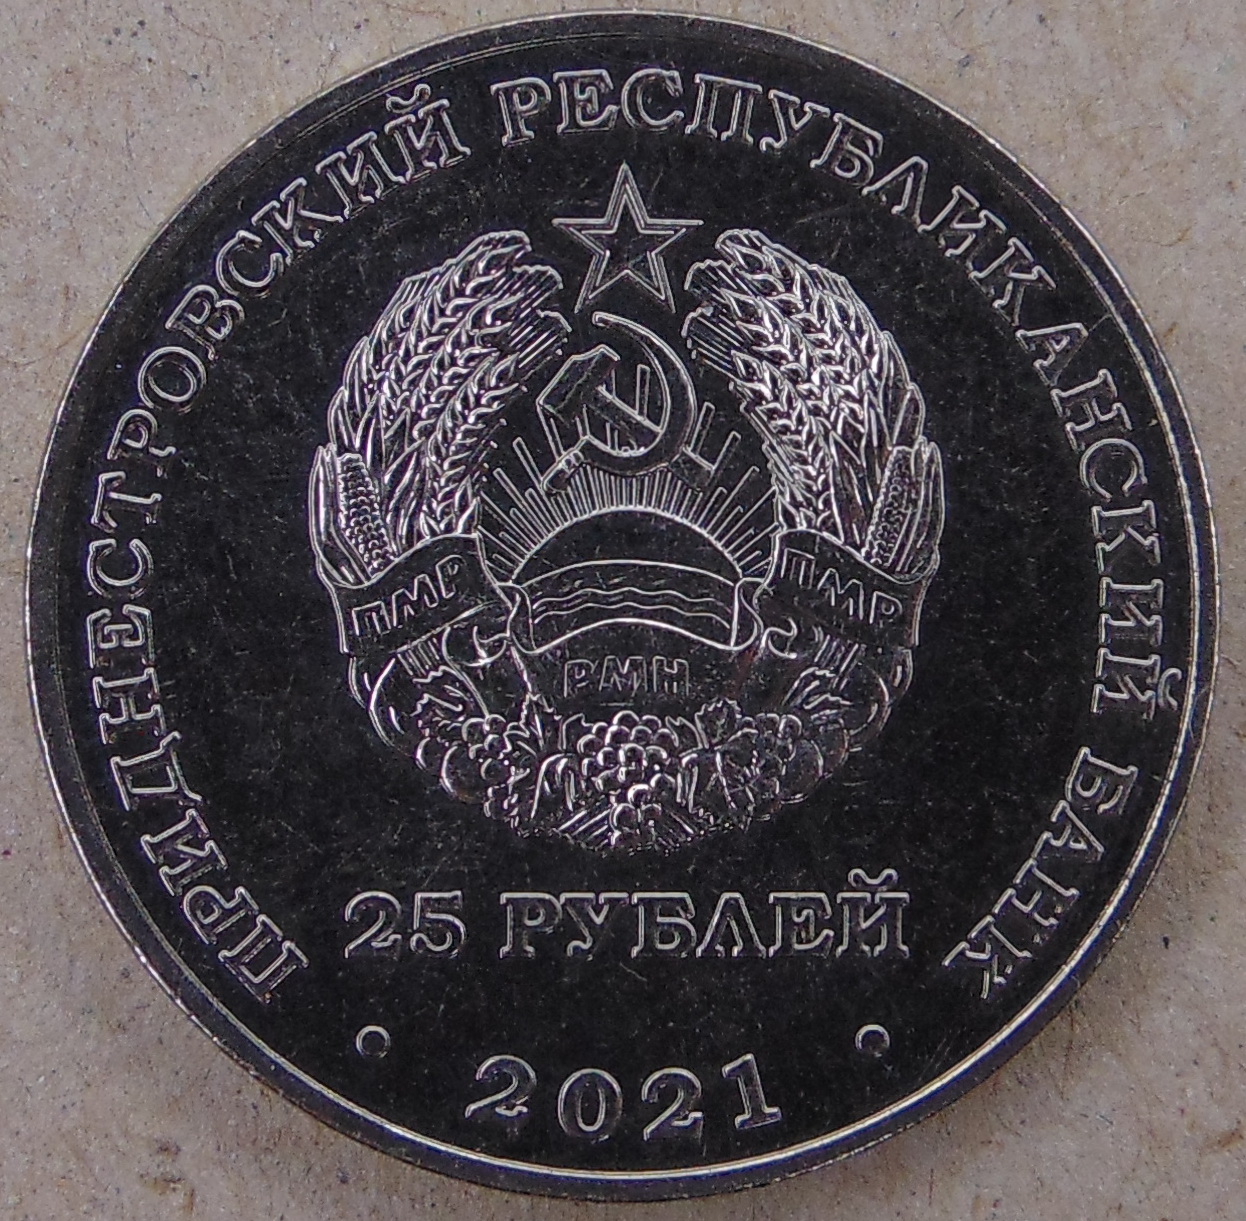 ПРИДНЕСТРОВСКИЙ РЕСПУБЛИКАНСКИЙ БАНК
ПМР
ПМР
РМН
25 РУБЛЕЙ
• 2021 •